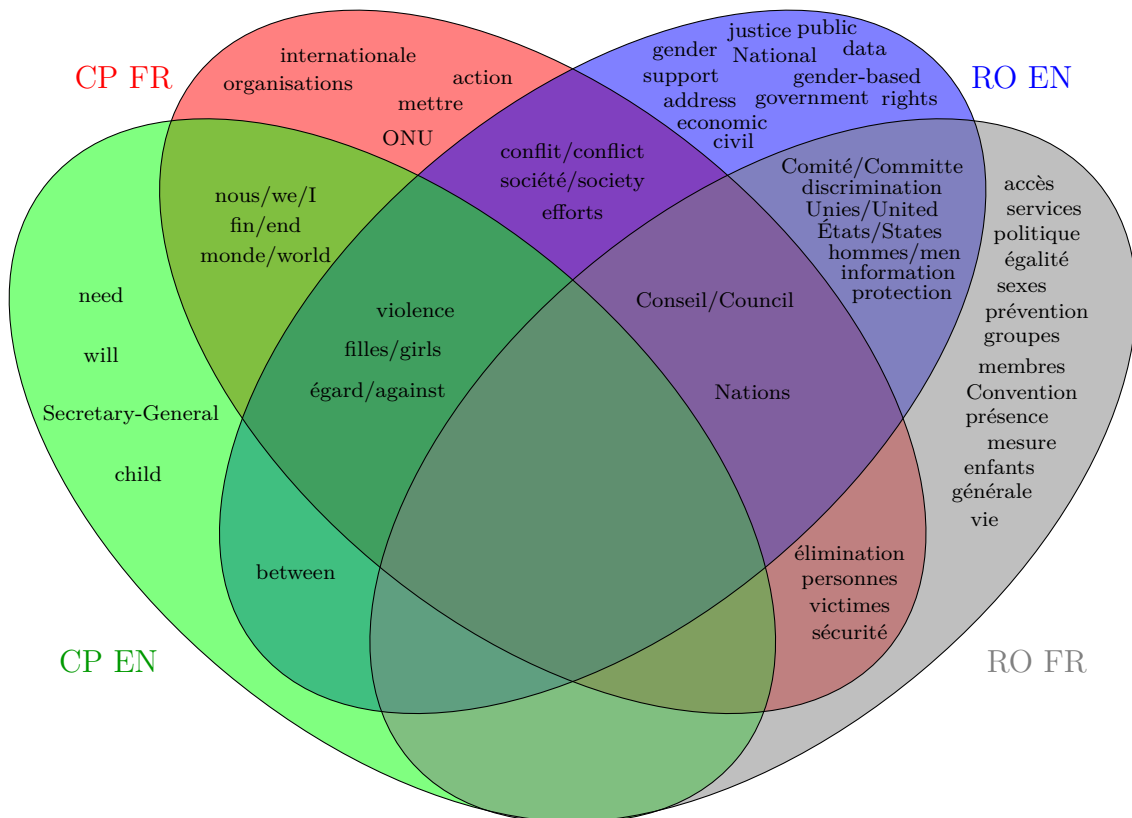 CP FR
internationale
organisations
action
mettre
ONU
justice
public
gender
National
data
support
gender-based
address
government
rights
economic
civil
RO EN
conflit/conflict
société/society
efforts
nous/we/I
fin/end
monde/world
Comité/Committe
discrimination
Unies/United
États/States
hommes/men
information
protection
accès
services
politique
égalité
sexes
prévention
groupes
membres
Convention
présence
mesure
enfants
générale
vie
need
will
Secretary-General
child
violence
filles/girls
égard/against
Conseil/Council
Nations
between
élimination
personnes
victimes
sécurité
CP EN
RO FR